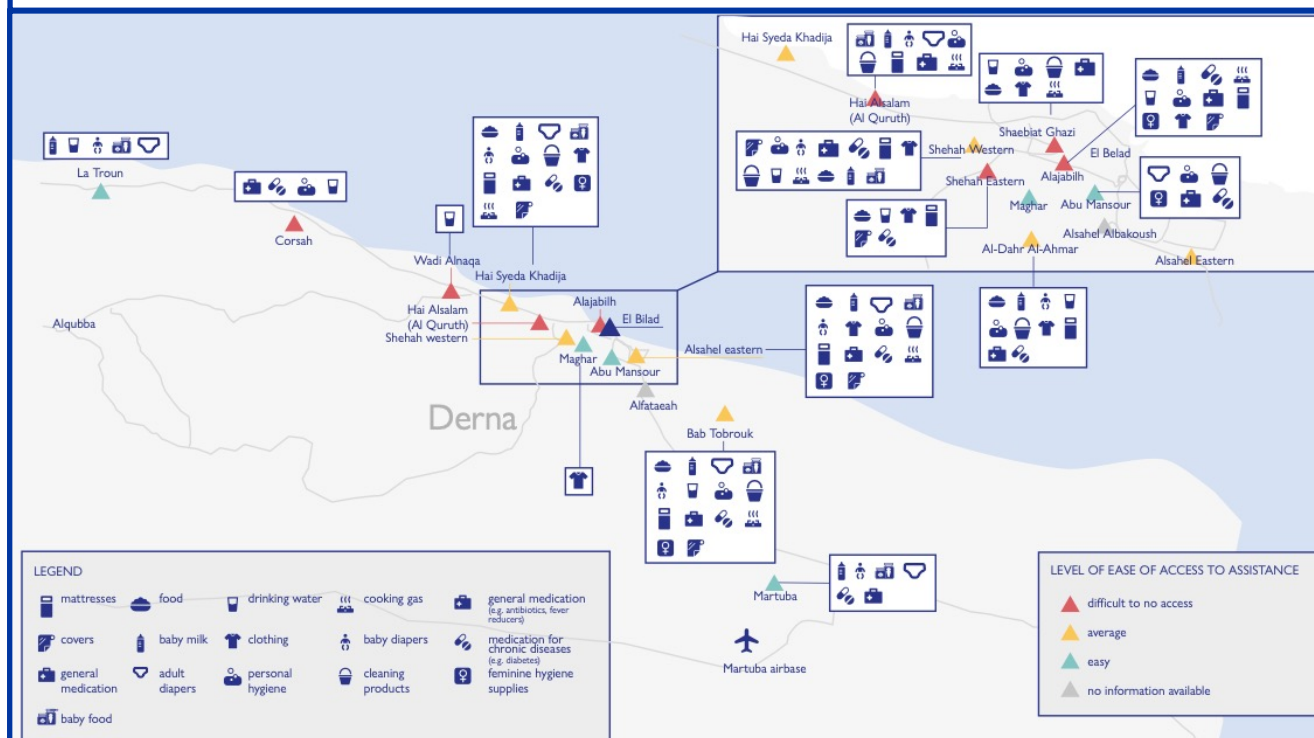 Hai Syeda Khadija
Hai Alsalam
(Al Quruth)
Shaebiat Ghazi
Shehah Western
El Belad
Shehah Eastern
Alajabilh
Maghar
Abu Mansour
Alsahel Albakoush
Al-Dahr Al-Ahmar
Alsahel Eastern
La Troun
Corsah
Wadi Alnaqa
Hai Syeda Khadija
Hai Alsalam
(Al Quruth)
Alajabilh
El Bilad
Alqubba
Shehah western
Maghar
Abu Mansour
Alsahel eastern
Alfataeah
Derna
Bab Tobrouk
Martuba
Martuba airbase
LEGEND
mattresses
food
drinking water
cooking gas
general medication
(e.g. antibiotics, fever
reducers)
covers
baby milk
clothing
baby diapers
medication for
chronic diseases
(e.g. diabetes)
general
medication
adult
diapers
personal
hygiene
cleaning
products
feminine hygiene
supplies
baby food
LEVEL OF EASE OF ACCESS TO ASSISTANCE
difficult to no access
average
easy
no information available